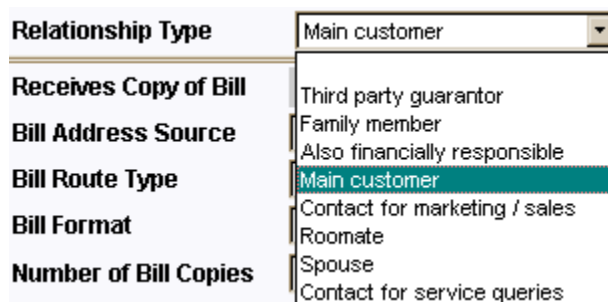 Relationship Type Main customer
Receives Copy of Bill
Third party guarantor
Bill Address Source
Family member
Also financially responsible
Bill Route Type
Main customer
Bill Format
Contact for marketing / sales
Roomate
Number of Bill Copies
Spouse
Contact for service queries